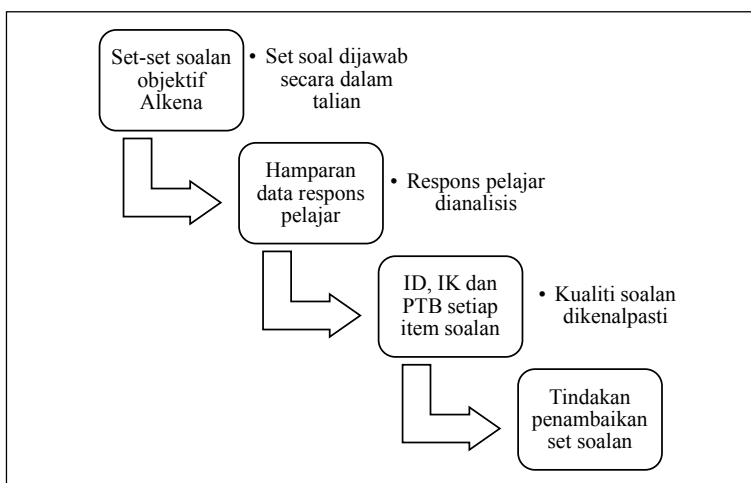 Set-set soalan
objektif
Alkena
• Set soal dijawab
secara dalam
talian
Hamparan
data respons
pelajar
• Respons pelajar
dianalisis
ID, IK dan
PTB setiap
item soalan
• Kualiti soalan
dikenalpasti
Tindakan
penambaikan
set soalan